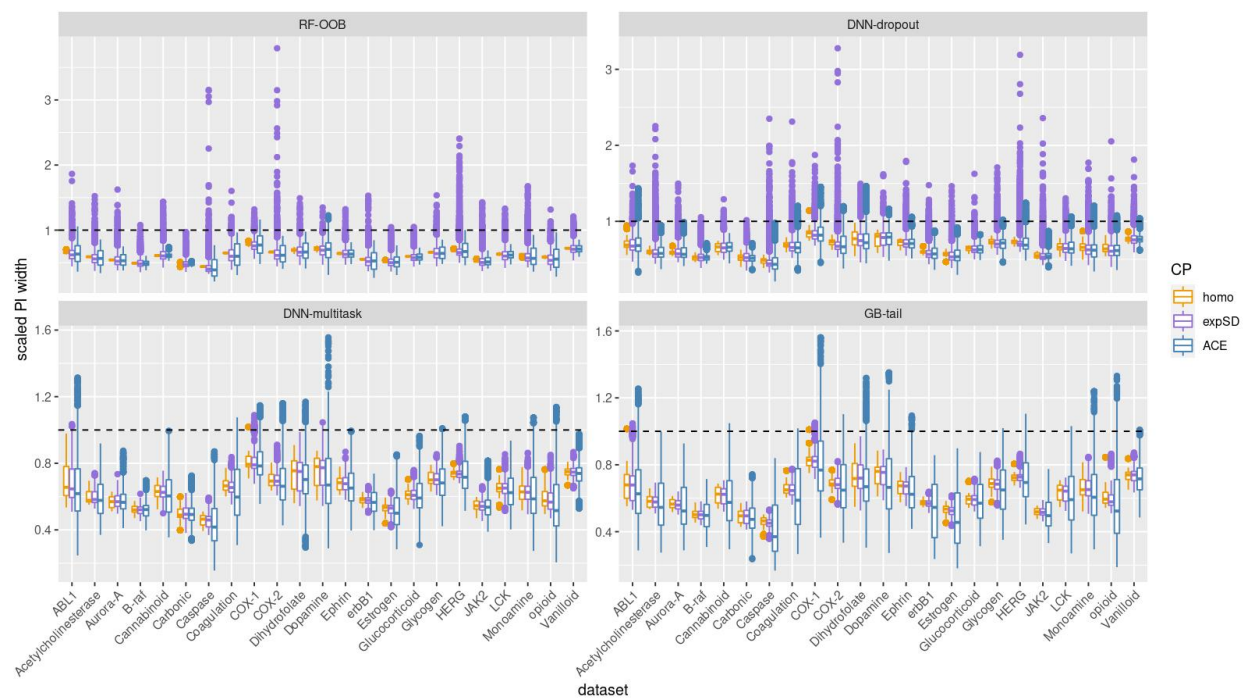 RF-OOB
DNN-dropout
3
2
1
3
2
1
DNN-multitask
GB-tail
1.6
1.2
0.8
0.4
1.6
1.2
0.8
0.4
scaled PI width
CP
homo
expSD
ACE
ABL1
Acetylcholinesterase
Aurora-A
B-raf
Cannabinoid
Carbonic
Caspase
Coagulation
COX-1
COX-2
Dihydrofolate
Dopamine
Ephrin
erbB1
Estrogen
Glucocorticoid
Glycogen
HERG
JAK2
LCK
Monoamine
opioid
Vanilloid
ABL1
Acetylcholinesterase
Aurora-A
B-raf
Cannabinoid
Carbonic
Caspase
Coagulation
COX-1
COX-2
Dihydrofolate
Dopamine
Ephrin
erbB1
Estrogen
Glucocorticoid
Glycogen
HERG
JAK2
LCK
Monoamine
opioid
Vanilloid
dataset